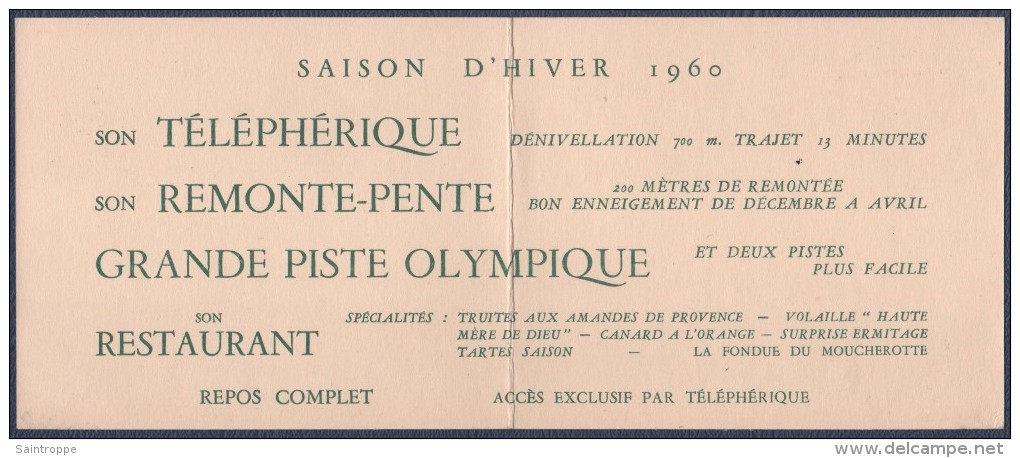 SAISON D'HIVER 1960
SON TÉLÉPHÉRIQUE DÉNIVELLATION 700 m. TRAJET 13 MINUTES
SON REMONTE-PENTE 200 MÈTRES DE REMONTÉE
BON ENNEIGEMENT DE DÉCEMBRE A AVRIL
GRANDE PISTE OLYMPIQUE ET DEUX PISTES
PLUS FACILE
SON
RESTAURANT
SPÉCIALITÉS : TRUITES AUX AMANDES DE PROVENCE — VOLAILLE "HAUTE
MÈRE DE DIEU" — CANARD A L'ORANGE — SURPRISE ERMITAGE
TARTES SAISON — LA FONDUE DU MOUCHEROTTE
REPOS COMPLET ACCÈS EXCLUSIF PAR TÉLÉPHÉRIQUE
Saintroppe
www.delcampe.net